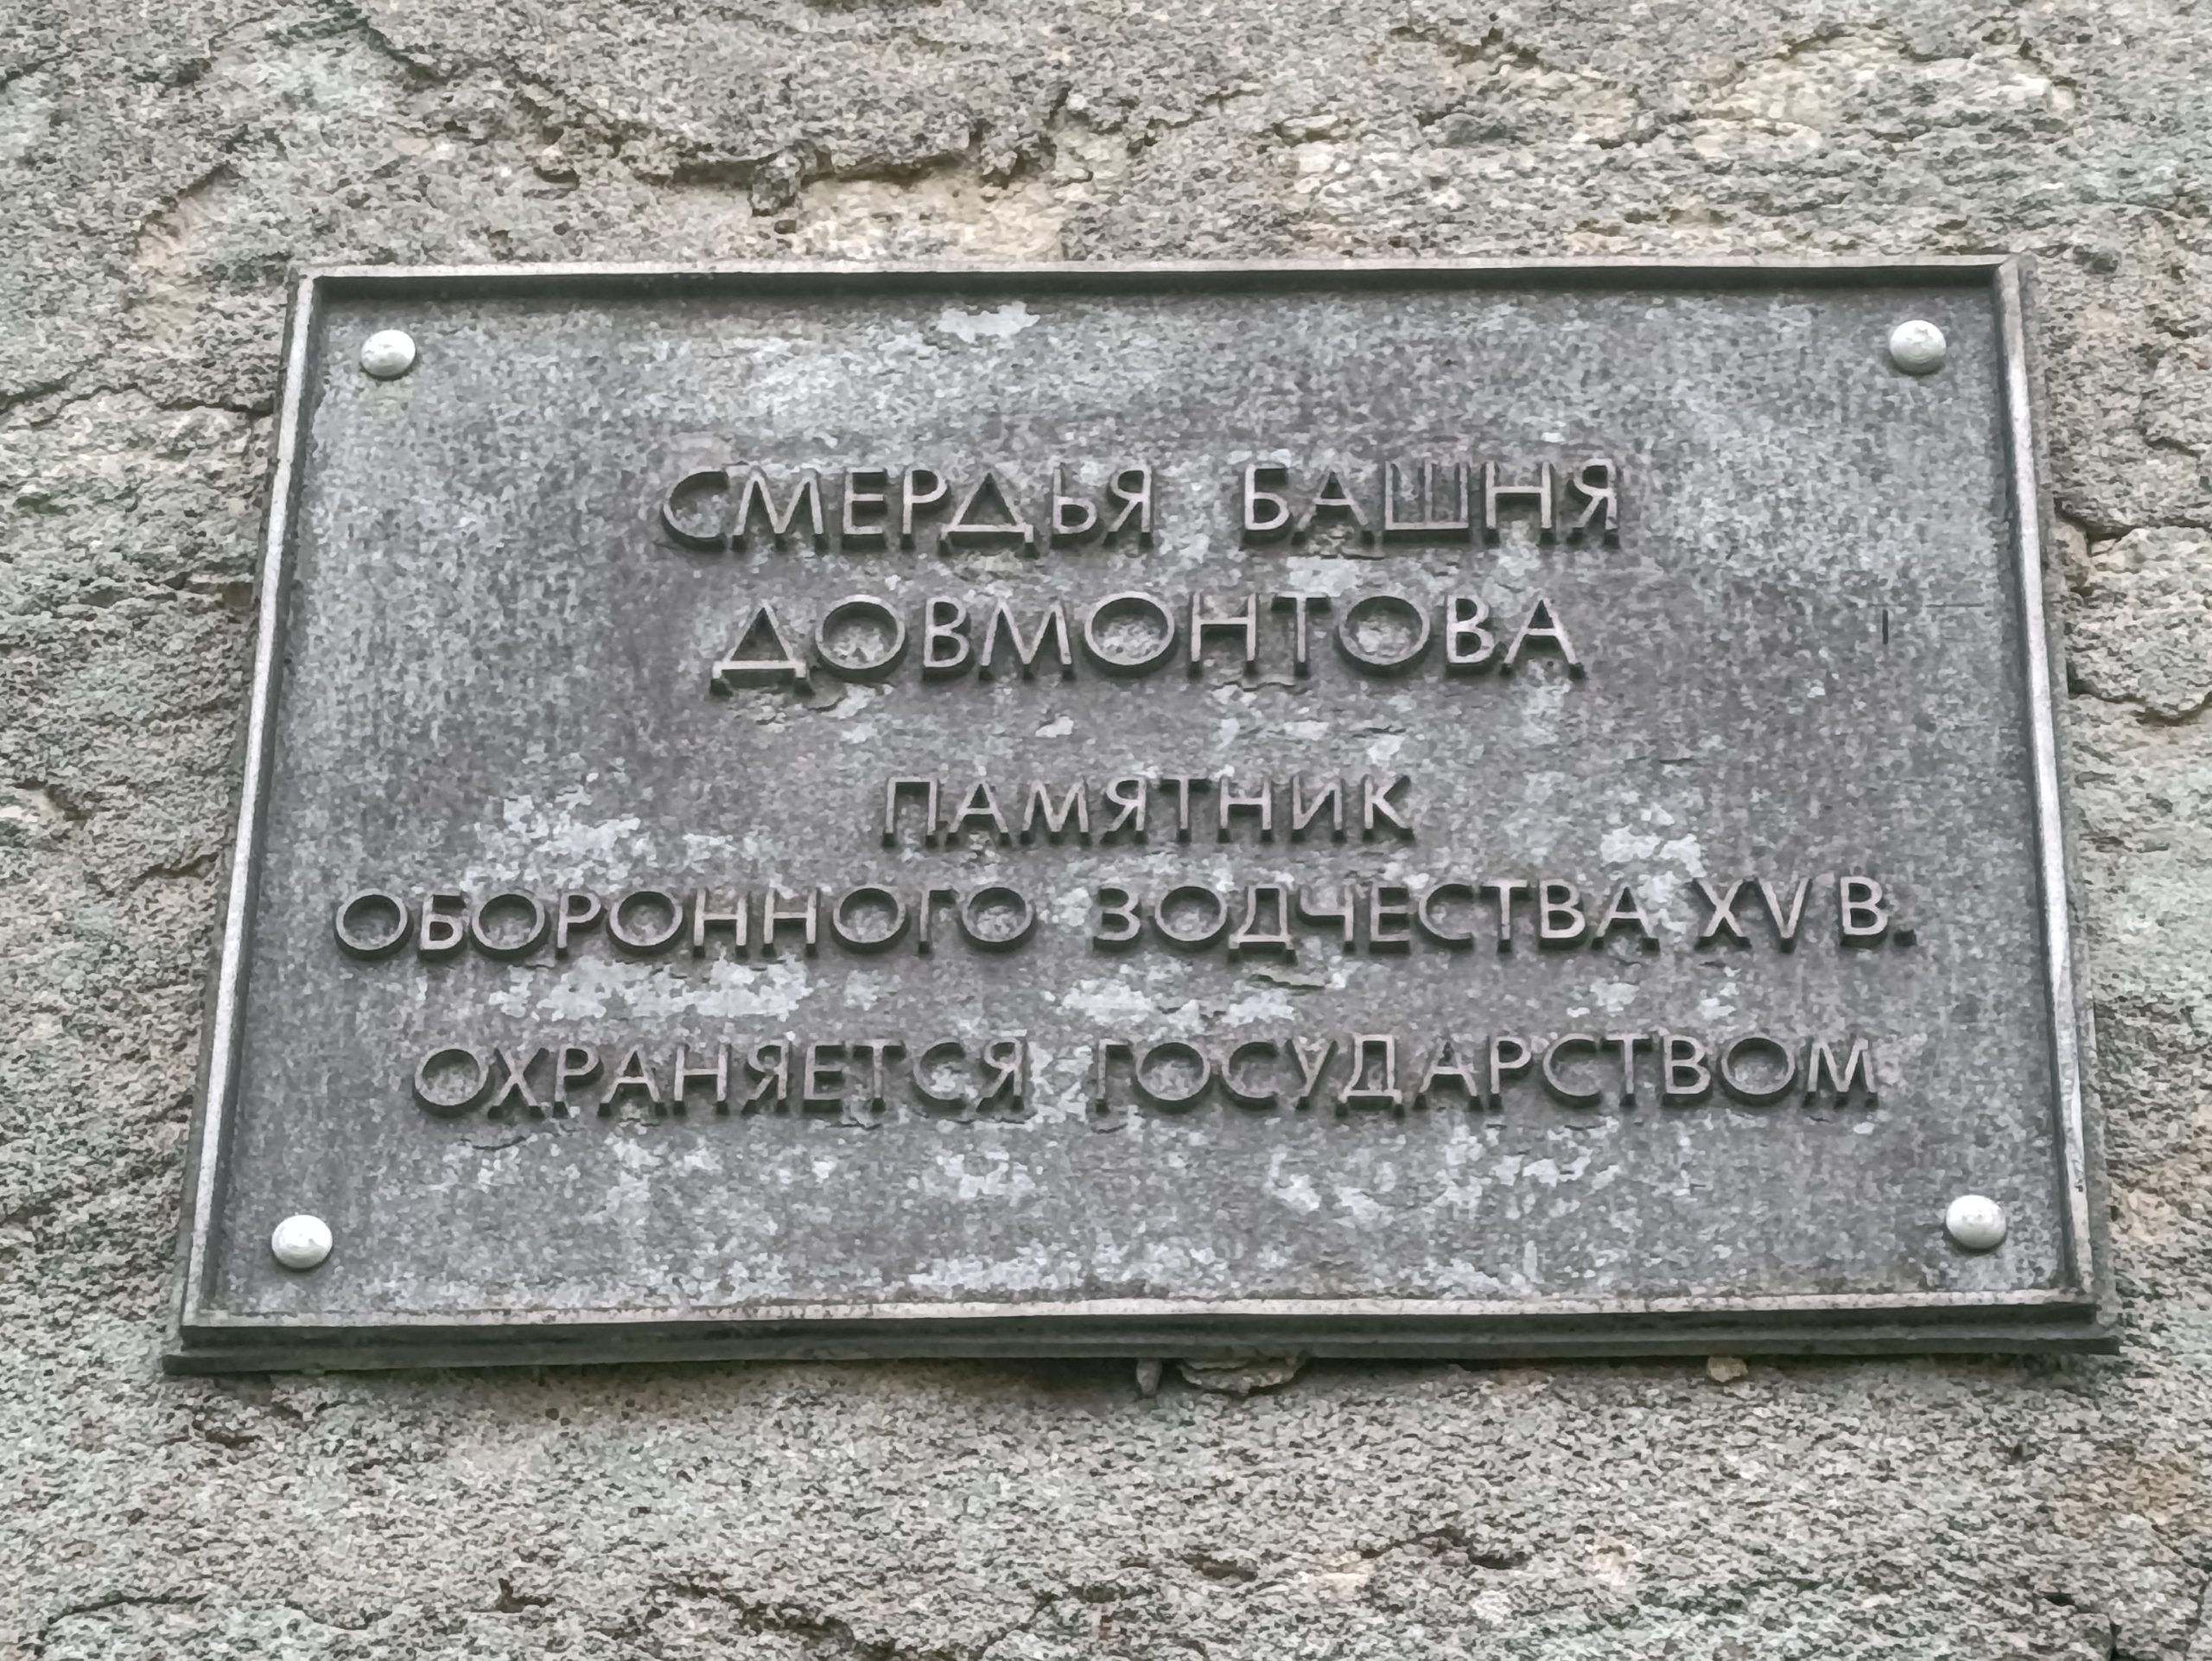 СМЕРДЬЯ БАШНЯ
ДОВМОНТОВА
ПАМЯТНИК
ОБОРОННОГО ЗОДЧЕСТВА XV В.
ОХРАНЯЕТСЯ ГОСУДАРСТВОМ